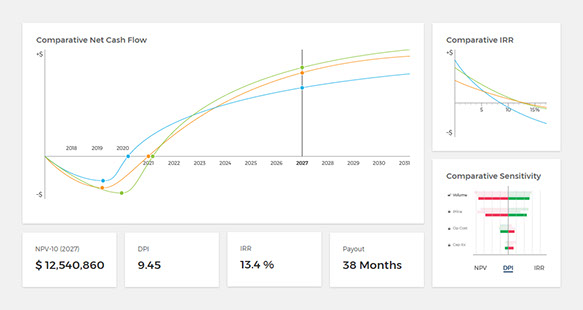 Comparative Net Cash Flow
+$
2018 2019 2020
2021 2022 2023 2024 2025 2026 2027 2028 2029 2030 2031
-$
NPV-10 (2027)
$ 12,540,860
DPI
9.45
IRR
13.4 %
Payout
38 Months
Comparative IRR
+$
5 10 15%
-$
Comparative Sensitivity
Volume
Price
Cap Ex
NPV DPI IRR